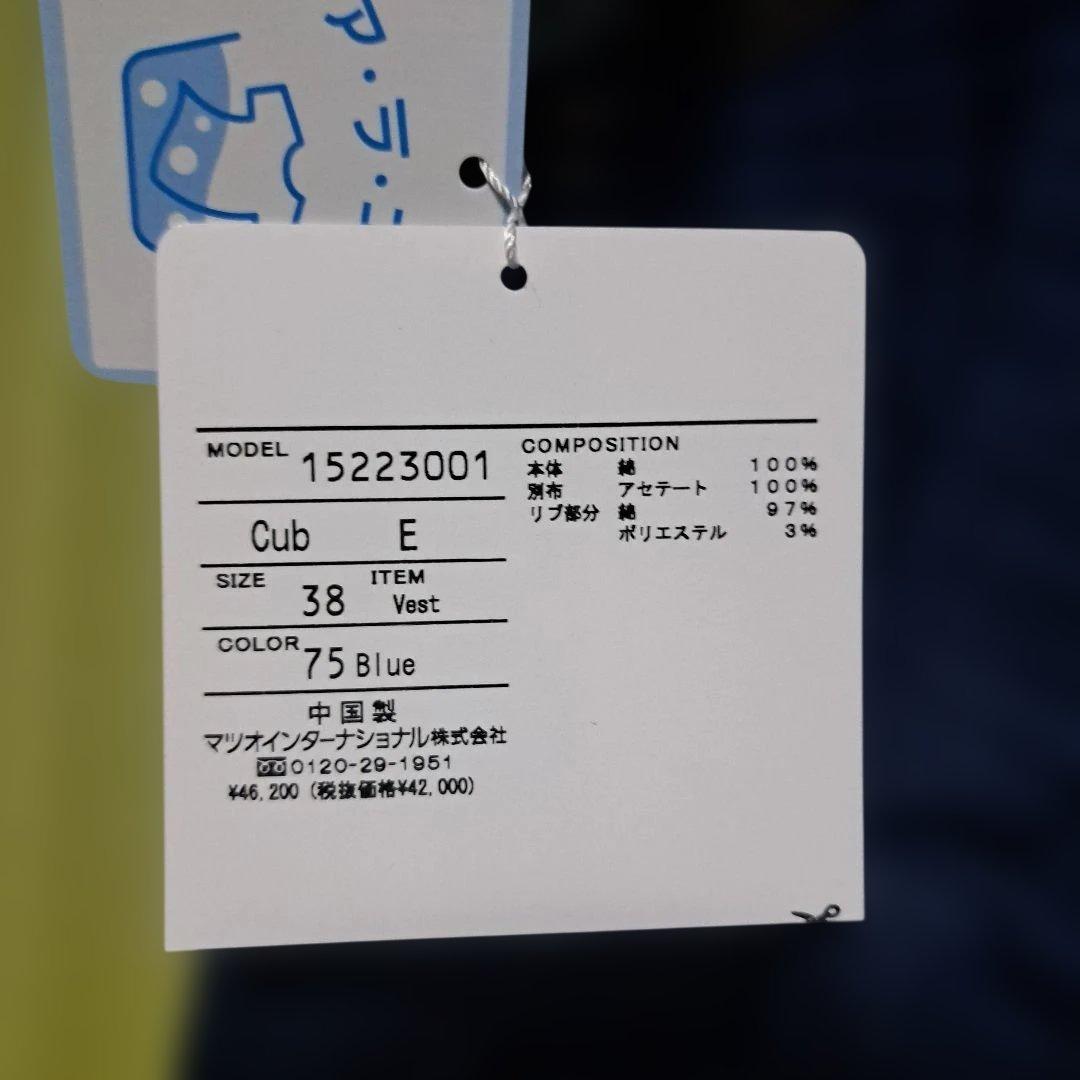 ア・ラ・
MODEL 15223001
Cub E
SIZE 38 ITEM Vest
COLOR 75 Blue
中国製
マツオインターナショナル株式会社
0120-29-1951
¥46,200 (税抜価格¥42,000)
COMPOSITION
本体 綿 100%
別布 アセテート 100%
リブ部分 綿 97%
ポリエステル 3%